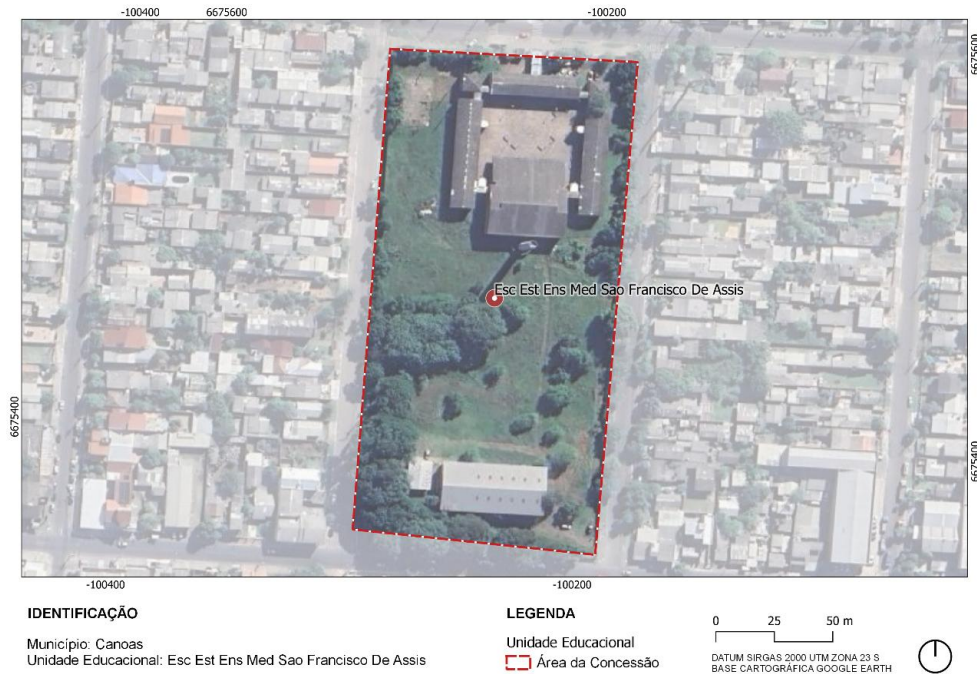 -100400 6675600 -100200
6675600
Esc Est Ens Med Sao Francisco De Assis
6675400
6675400
-100400 -100200
IDENTIFICAÇÃO
Município: Canoas
Unidade Educacional: Esc Est Ens Med Sao Francisco De Assis
LEGENDA
Unidade Educacional
Área da Concessão
0 25 50 m
DATUM SIRGAS 2000 UTM ZONA 23 S
BASE CARTOGRÁFICA GOOGLE EARTH